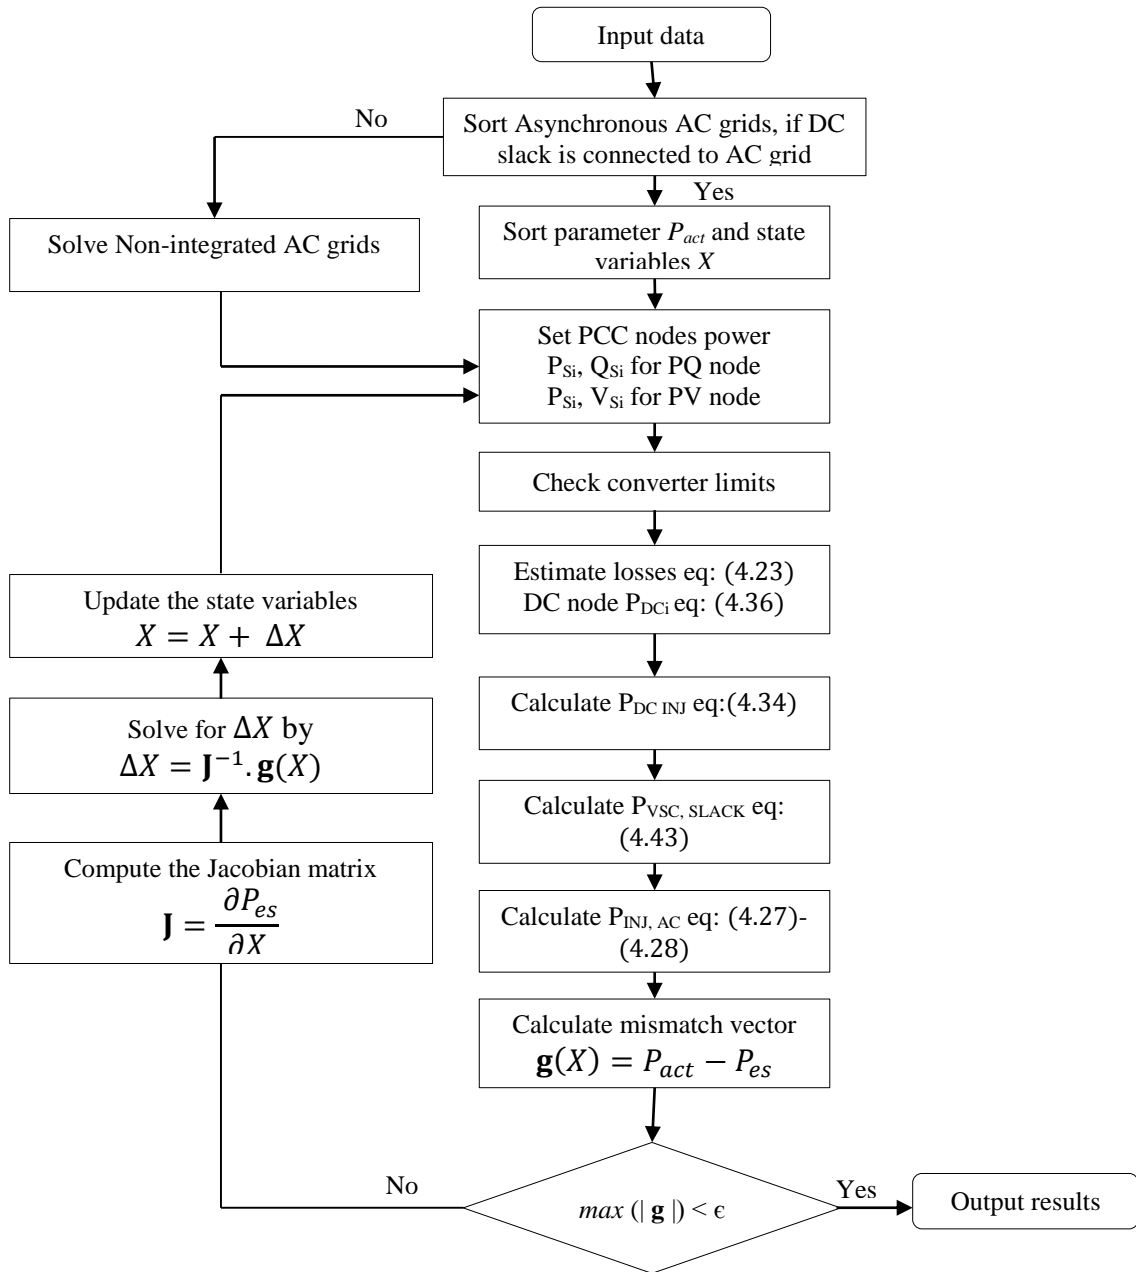 Input data
No
Sort Asynchronous AC grids, if DC
slack is connected to AC grid
Yes
Solve Non-integrated AC grids
Sort parameter P_act and state
variables X
Set PCC nodes power
P_Si, Q_Si for PQ node
P_Si, V_Si for PV node
Check converter limits
Estimate losses eq: (4.23)
DC node P_DCi eq: (4.36)
Update the state variables
X = X + ΔX
Calculate P_DC INJ eq:(4.34)
Solve for ΔX by
ΔX = J⁻¹. g(X)
Calculate P_VSC, SLACK eq:
(4.43)
Compute the Jacobian matrix
J = ∂P_es / ∂X
Calculate P_INJ, AC eq: (4.27)-
(4.28)
Calculate mismatch vector
g(X) = P_act − P_es
No
max (| g |) < ϵ
Yes
Output results